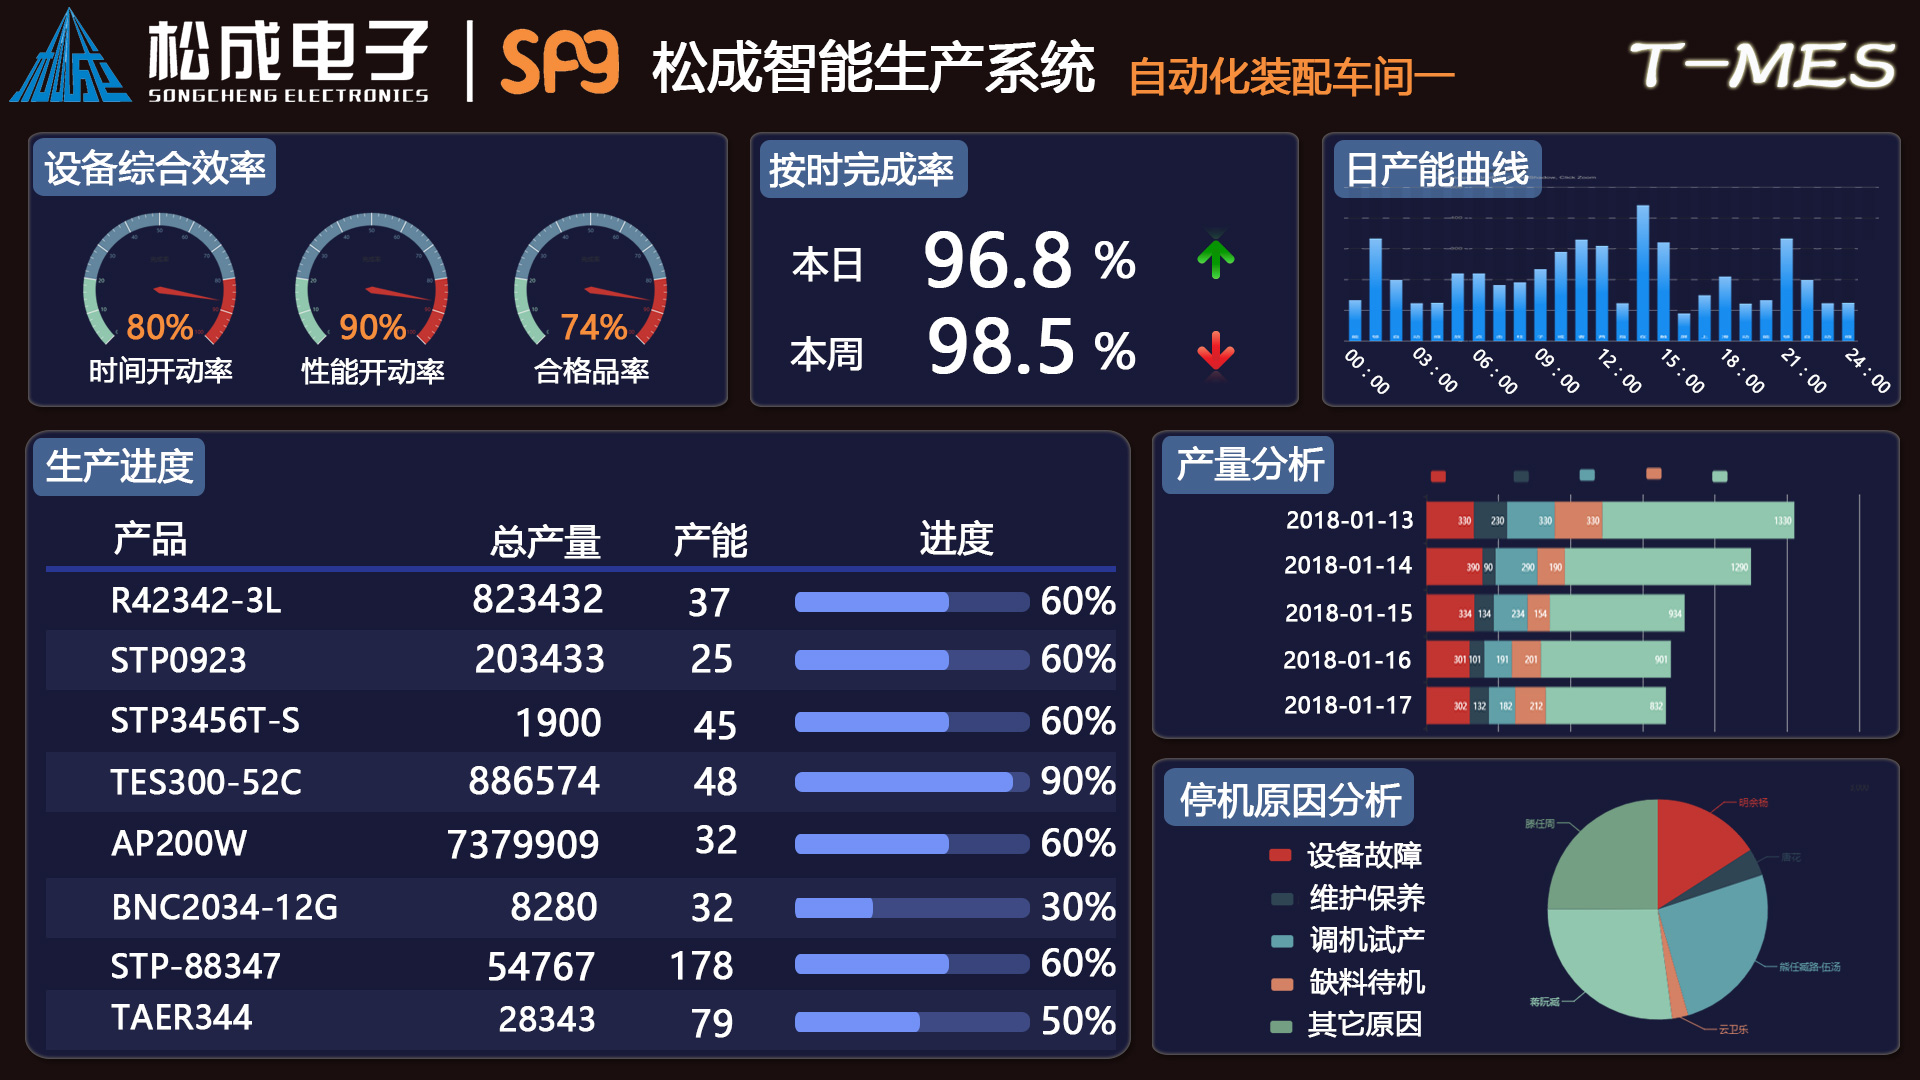 松成电子
SONGCHENG ELECTRONICS
SPg
松成智能生产系统
自动化装配车间一
T-MES
设备综合效率
80%
90%
74%
时间开动率
性能开动率
合格品率
按时完成率
本日 96.8 %
本周 98.5 %
日产能曲线
00:00 03:00 06:00 09:00 12:00 15:00 18:00 21:00 24:00
生产进度
产品 总产量 产能 进度
R42342-3L 823432 37 60%
STP0923 203433 25 60%
STP3456T-S 1900 45 60%
TES300-52C 886574 48 90%
AP200W 7379909 32 60%
BNC2034-12G 8280 32 30%
STP-88347 54767 178 60%
TAER344 28343 79 50%
产量分析
2018-01-13 330 230 330 330 1330
2018-01-14 390 90 290 190 1290
2018-01-15 334 134 234 154 934
2018-01-16 301 101 191 201 901
2018-01-17 302 132 182 212 832
停机原因分析
设备故障
维护保养
调机试产
缺料待机
其它原因
滕任周
云卫乐